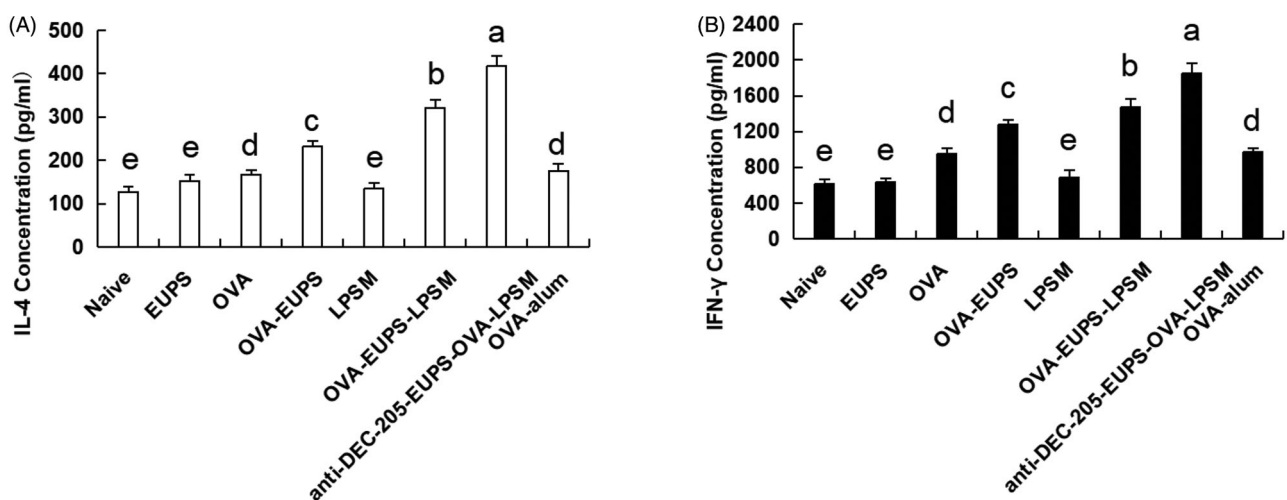 (A)
IL-4 Concentration (pg/ml)
500
400
300
200
100
0
e
e
d
c
e
b
a
d
Naive
EUPS
OVA
OVA-EUPS
LPSM
OVA-EUPS-LPSM
anti-DEC-205-EUPS-OVA-LPSM
OVA-alum
(B)
IFN-γ Concentration (pg/ml)
2400
2000
1600
1200
800
400
0
e
e
d
c
e
b
a
d
Naive
EUPS
OVA
OVA-EUPS
LPSM
OVA-EUPS-LPSM
anti-DEC-205-EUPS-OVA-LPSM
OVA-alum